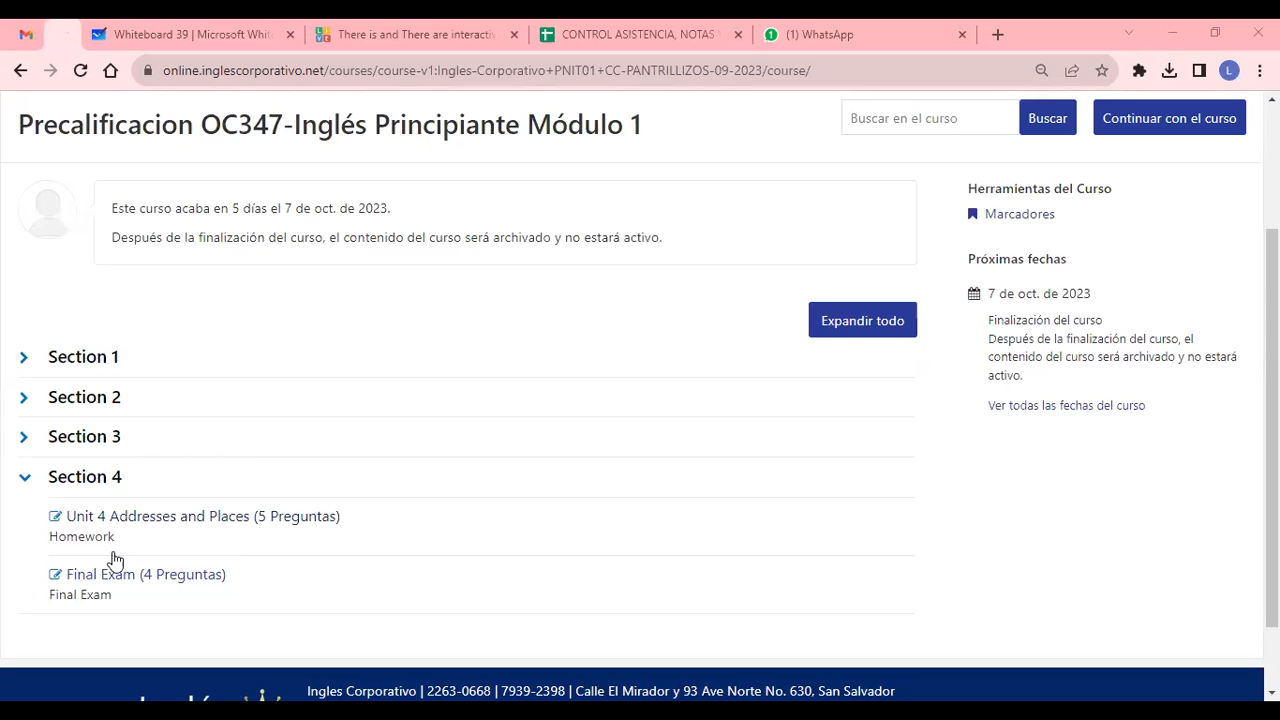 Whiteboard 39 | Microsoft Whit
There is and There are interactiv
CONTROL ASISTENCIA, NOTAS Y
(1) WhatsApp
online.inglescorporativo.net/courses/course-v1:Ingles-Corporativo+PNIT01+CC-PANTRILLIZOS-09-2023/course/
L
Precalificacion OC347-Inglés Principiante Módulo 1
Buscar en el curso
Buscar
Continuar con el curso
Este curso acaba en 5 días el 7 de oct. de 2023.
Después de la finalización del curso, el contenido del curso será archivado y no estará activo.
Herramientas del Curso
Marcadores
Próximas fechas
7 de oct. de 2023
Finalización del curso
Después de la finalización del curso, el
contenido del curso será archivado y no estará
activo.
Ver todas las fechas del curso
Expandir todo
Section 1
Section 2
Section 3
Section 4
Unit 4 Addresses and Places (5 Preguntas)
Homework
Final Exam (4 Preguntas)
Final Exam
Ingles Corporativo | 2263-0668 | 7939-2398 | Calle El Mirador y 93 Ave Norte No. 630, San Salvador